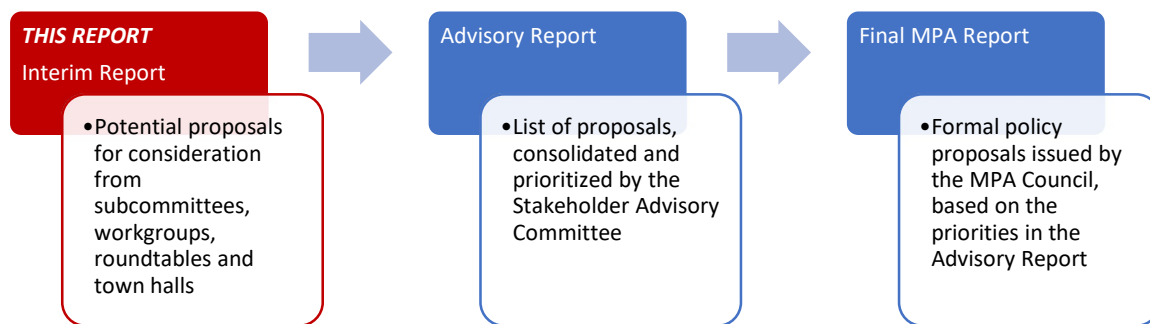 THIS REPORT
Interim Report
•Potential proposals
for consideration
from
subcommittees,
workgroups,
roundtables and
town halls
Advisory Report
•List of proposals,
consolidated and
prioritized by the
Stakeholder Advisory
Committee
Final MPA Report
•Formal policy
proposals issued by
the MPA Council,
based on the
priorities in the
Advisory Report